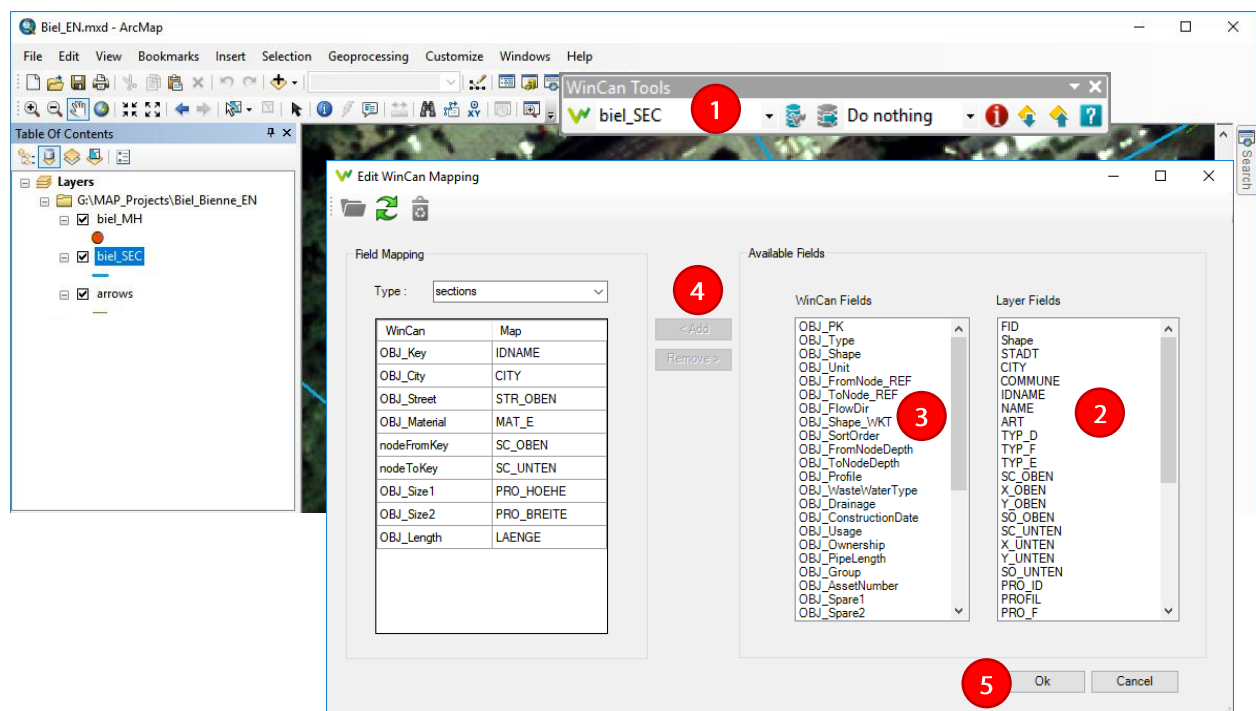 Biel_EN.mxd - ArcMap
File Edit View Bookmarks Insert Selection Geoprocessing Customize Windows Help
WinCan Tools
biel_SEC
1
Do nothing
Table Of Contents
Layers
G:\MAP_Projects\Biel_Bienne_EN
biel_MH
biel_SEC
arrows
Search
Edit WinCan Mapping
Field Mapping
Type :
sections
WinCan Map
OBJ_Key IDNAME
OBJ_City CITY
OBJ_Street STR_OBEN
OBJ_Material MAT_E
nodeFromKey SC_OBEN
nodeToKey SC_UNTEN
OBJ_Size1 PRO_HOEHE
OBJ_Size2 PRO_BREITE
OBJ_Length LAENGE
4
< Add
Remove >
Available Fields
WinCan Fields
OBJ_PK
OBJ_Type
OBJ_Shape
OBJ_Unit
OBJ_FromNode_REF
OBJ_ToNode_REF
OBJ_FlowDir
OBJ_Shape_WKT
OBJ_SortOrder
OBJ_FromNodeDepth
OBJ_ToNodeDepth
OBJ_Profile
OBJ_WasteWaterType
OBJ_Drainage
OBJ_ConstructionDate
OBJ_Usage
OBJ_Ownership
OBJ_PipeLength
OBJ_Group
OBJ_AssetNumber
OBJ_Spare1
OBJ_Spare2
3
Layer Fields
FID
Shape
STADT
CITY
COMMUNE
IDNAME
NAME
ART
TYP_D
TYP_F
TYP_E
SC_OBEN
X_OBEN
Y_OBEN
SO_OBEN
SC_UNTEN
X_UNTEN
Y_UNTEN
SO_UNTEN
PRO_ID
PROFIL
PRO_F
2
5
Ok
Cancel